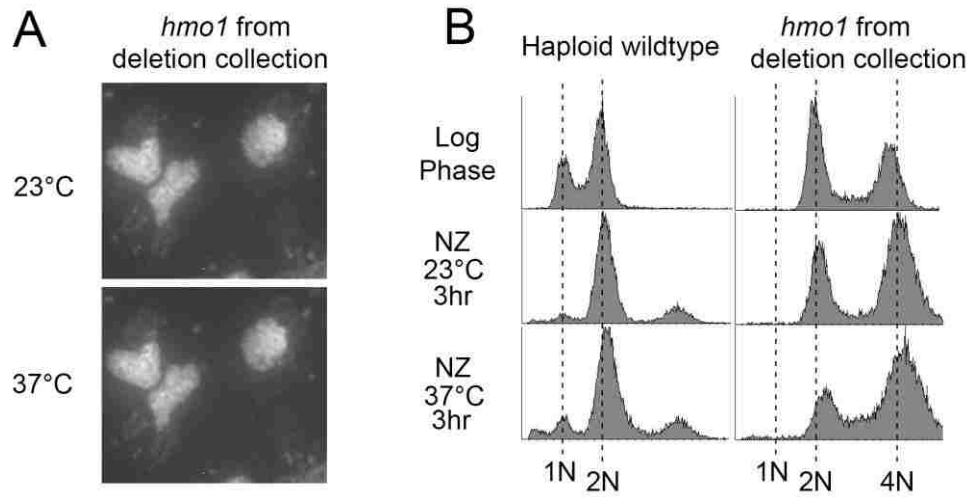 A
hmo1 from
deletion collection
23°C
37°C
B
Haploid wildtype
hmo1 from
deletion collection
Log
Phase
NZ
23°C
3hr
NZ
37°C
3hr
1N
2N
1N
2N
4N